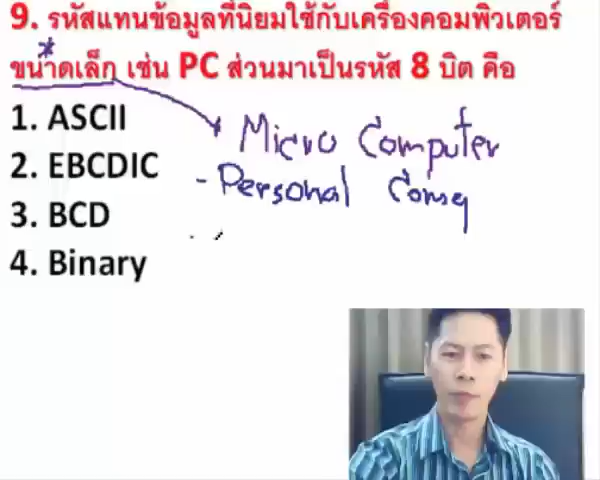 9. รหัสแทนข้อมูลที่นิยมใช้กับเครื่องคอมพิวเตอร์
ขนาดเล็ก เช่น PC ส่วนมาเป็นรหัส 8 บิต คือ
1. ASCII
Micro Computer
2. EBCDIC
- Personal Comq
3. BCD
4. Binary